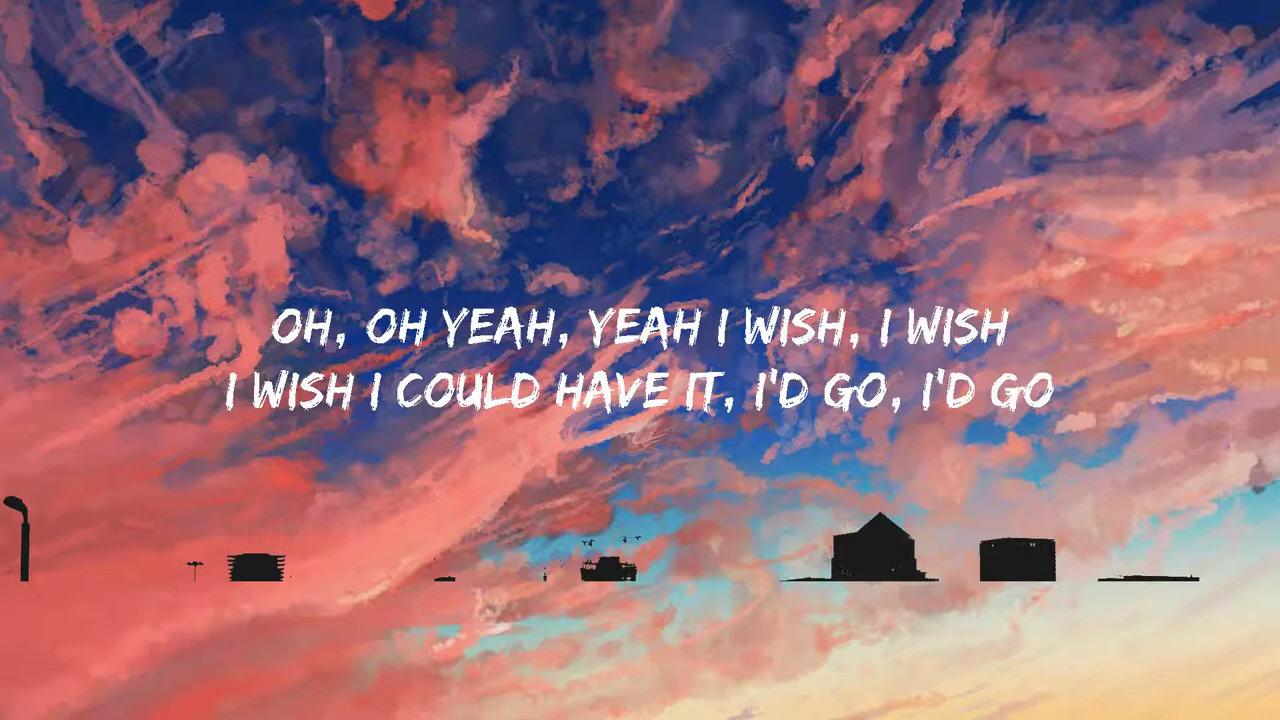 OH, OH YEAH, YEAH I WISH, I WISH
I WISH I COULD HAVE IT, I'D GO, I'D GO